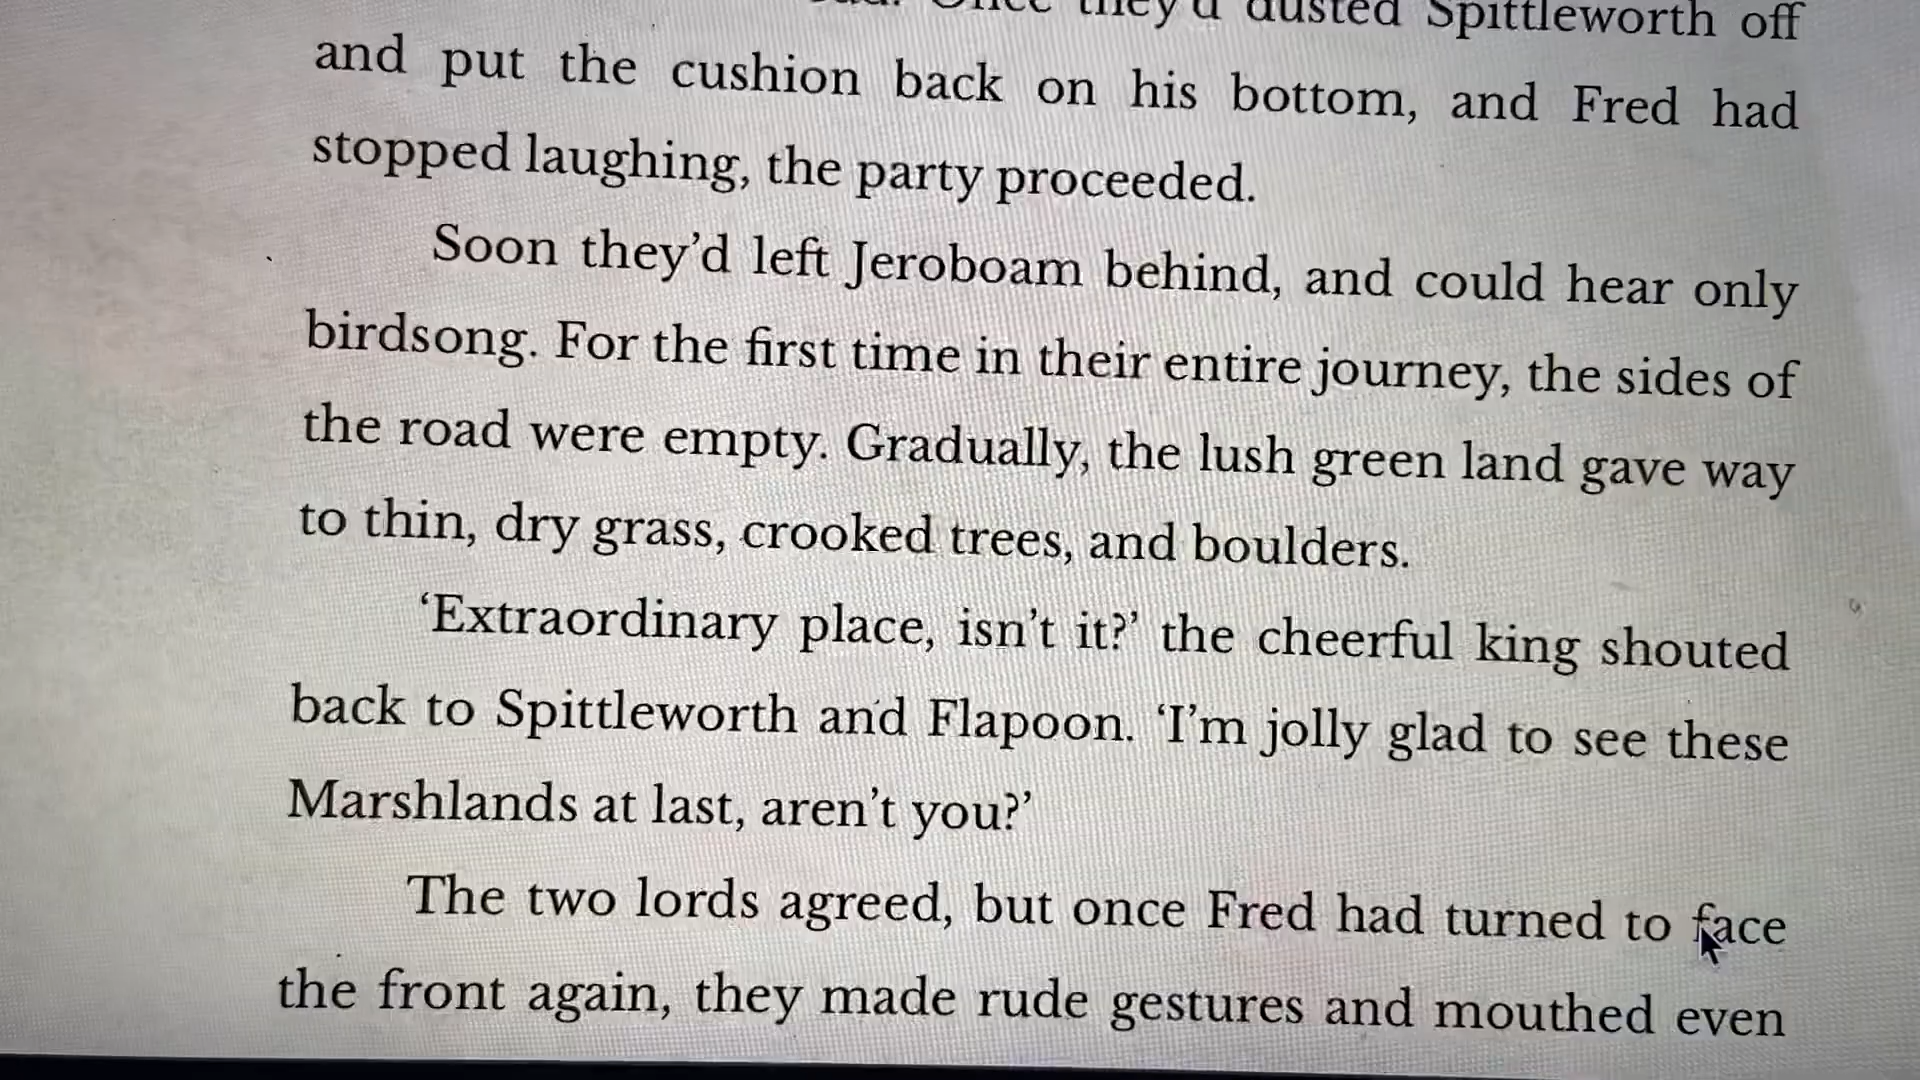 Once they'd dusted Spittleworth off
and put the cushion back on his bottom, and Fred had
stopped laughing, the party proceeded.
Soon they'd left Jeroboam behind, and could hear only
birdsong. For the first time in their entire journey, the sides of
the road were empty. Gradually, the lush green land gave way
to thin, dry grass, crooked trees, and boulders.
‘Extraordinary place, isn't it?’ the cheerful king shouted
back to Spittleworth and Flapoon. ‘I'm jolly glad to see these
Marshlands at last, aren't you?’
The two lords agreed, but once Fred had turned to face
the front again, they made rude gestures and mouthed even